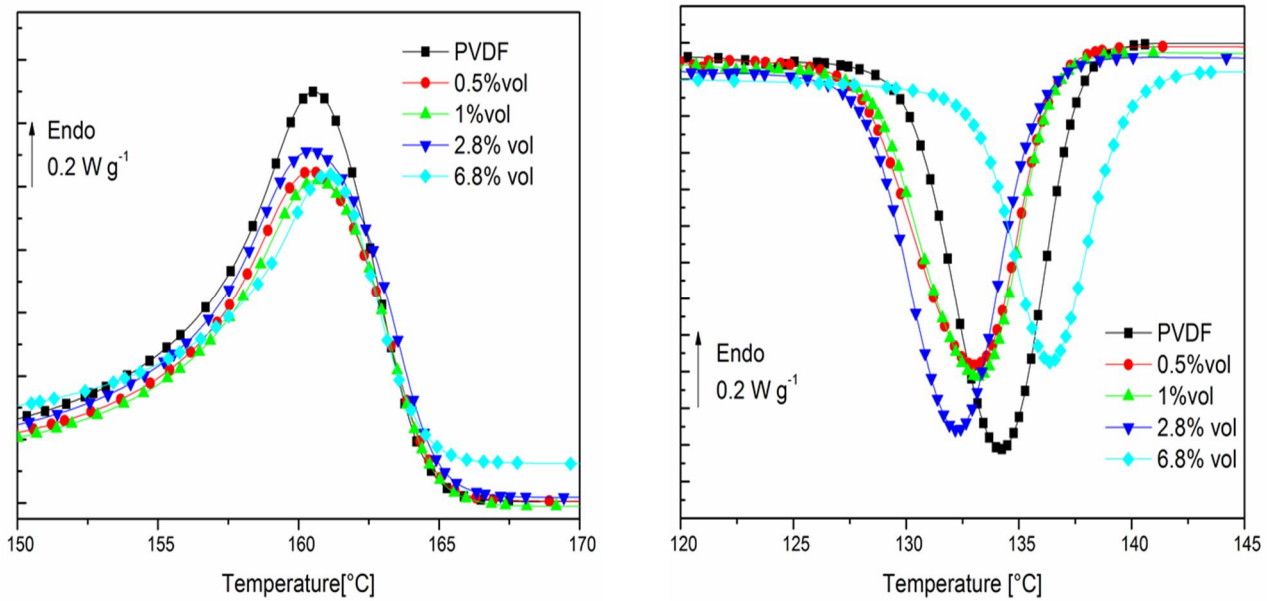 PVDF
0.5%vol
1%vol
2.8% vol
6.8% vol
Endo
0.2 W g-1
150
155
160
165
170
Temperature[°C]
Endo
0.2 W g-1
PVDF
0.5%vol
1%vol
2.8% vol
6.8% vol
120
125
130
135
140
145
Temperature [°C]